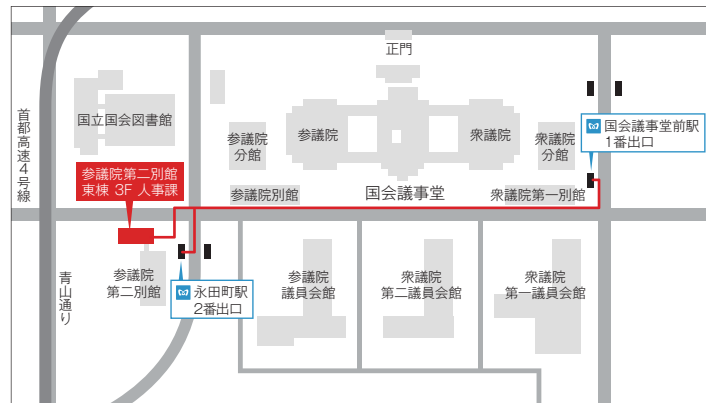 正門
首都高速4号線
国立国会図書館
参議院
分館
参議院
衆議院
衆議院
分館
国会議事堂前駅
1番出口
参議院第二別館
東棟 3F 人事課
参議院別館
国会議事堂
衆議院第一別館
青山通り
参議院
第二別館
永田町駅
2番出口
参議院
議員会館
衆議院
第二議員会館
衆議院
第一議員会館